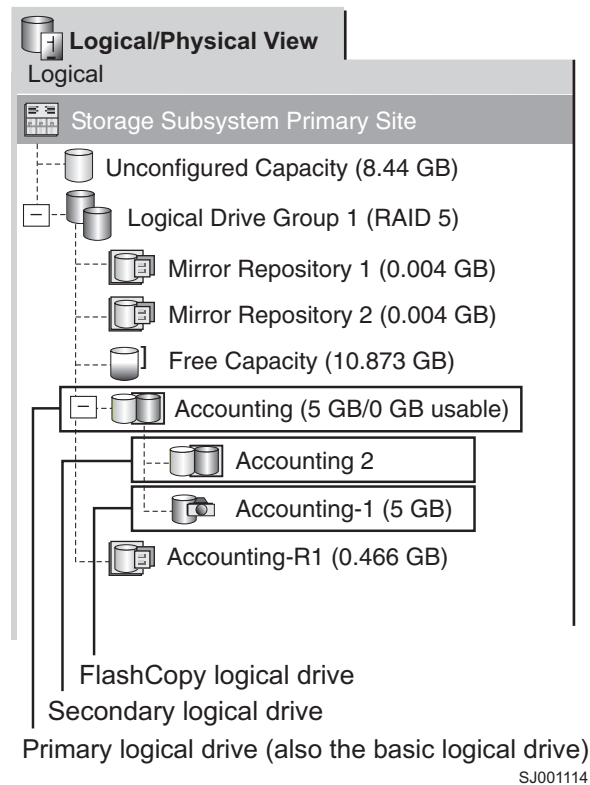 Logical/Physical View
Logical
Storage Subsystem Primary Site
Unconfigured Capacity (8.44 GB)
Logical Drive Group 1 (RAID 5)
Mirror Repository 1 (0.004 GB)
Mirror Repository 2 (0.004 GB)
Free Capacity (10.873 GB)
Accounting (5 GB/0 GB usable)
Accounting 2
Accounting-1 (5 GB)
Accounting-R1 (0.466 GB)
FlashCopy logical drive
Secondary logical drive
Primary logical drive (also the basic logical drive)
SJ001114